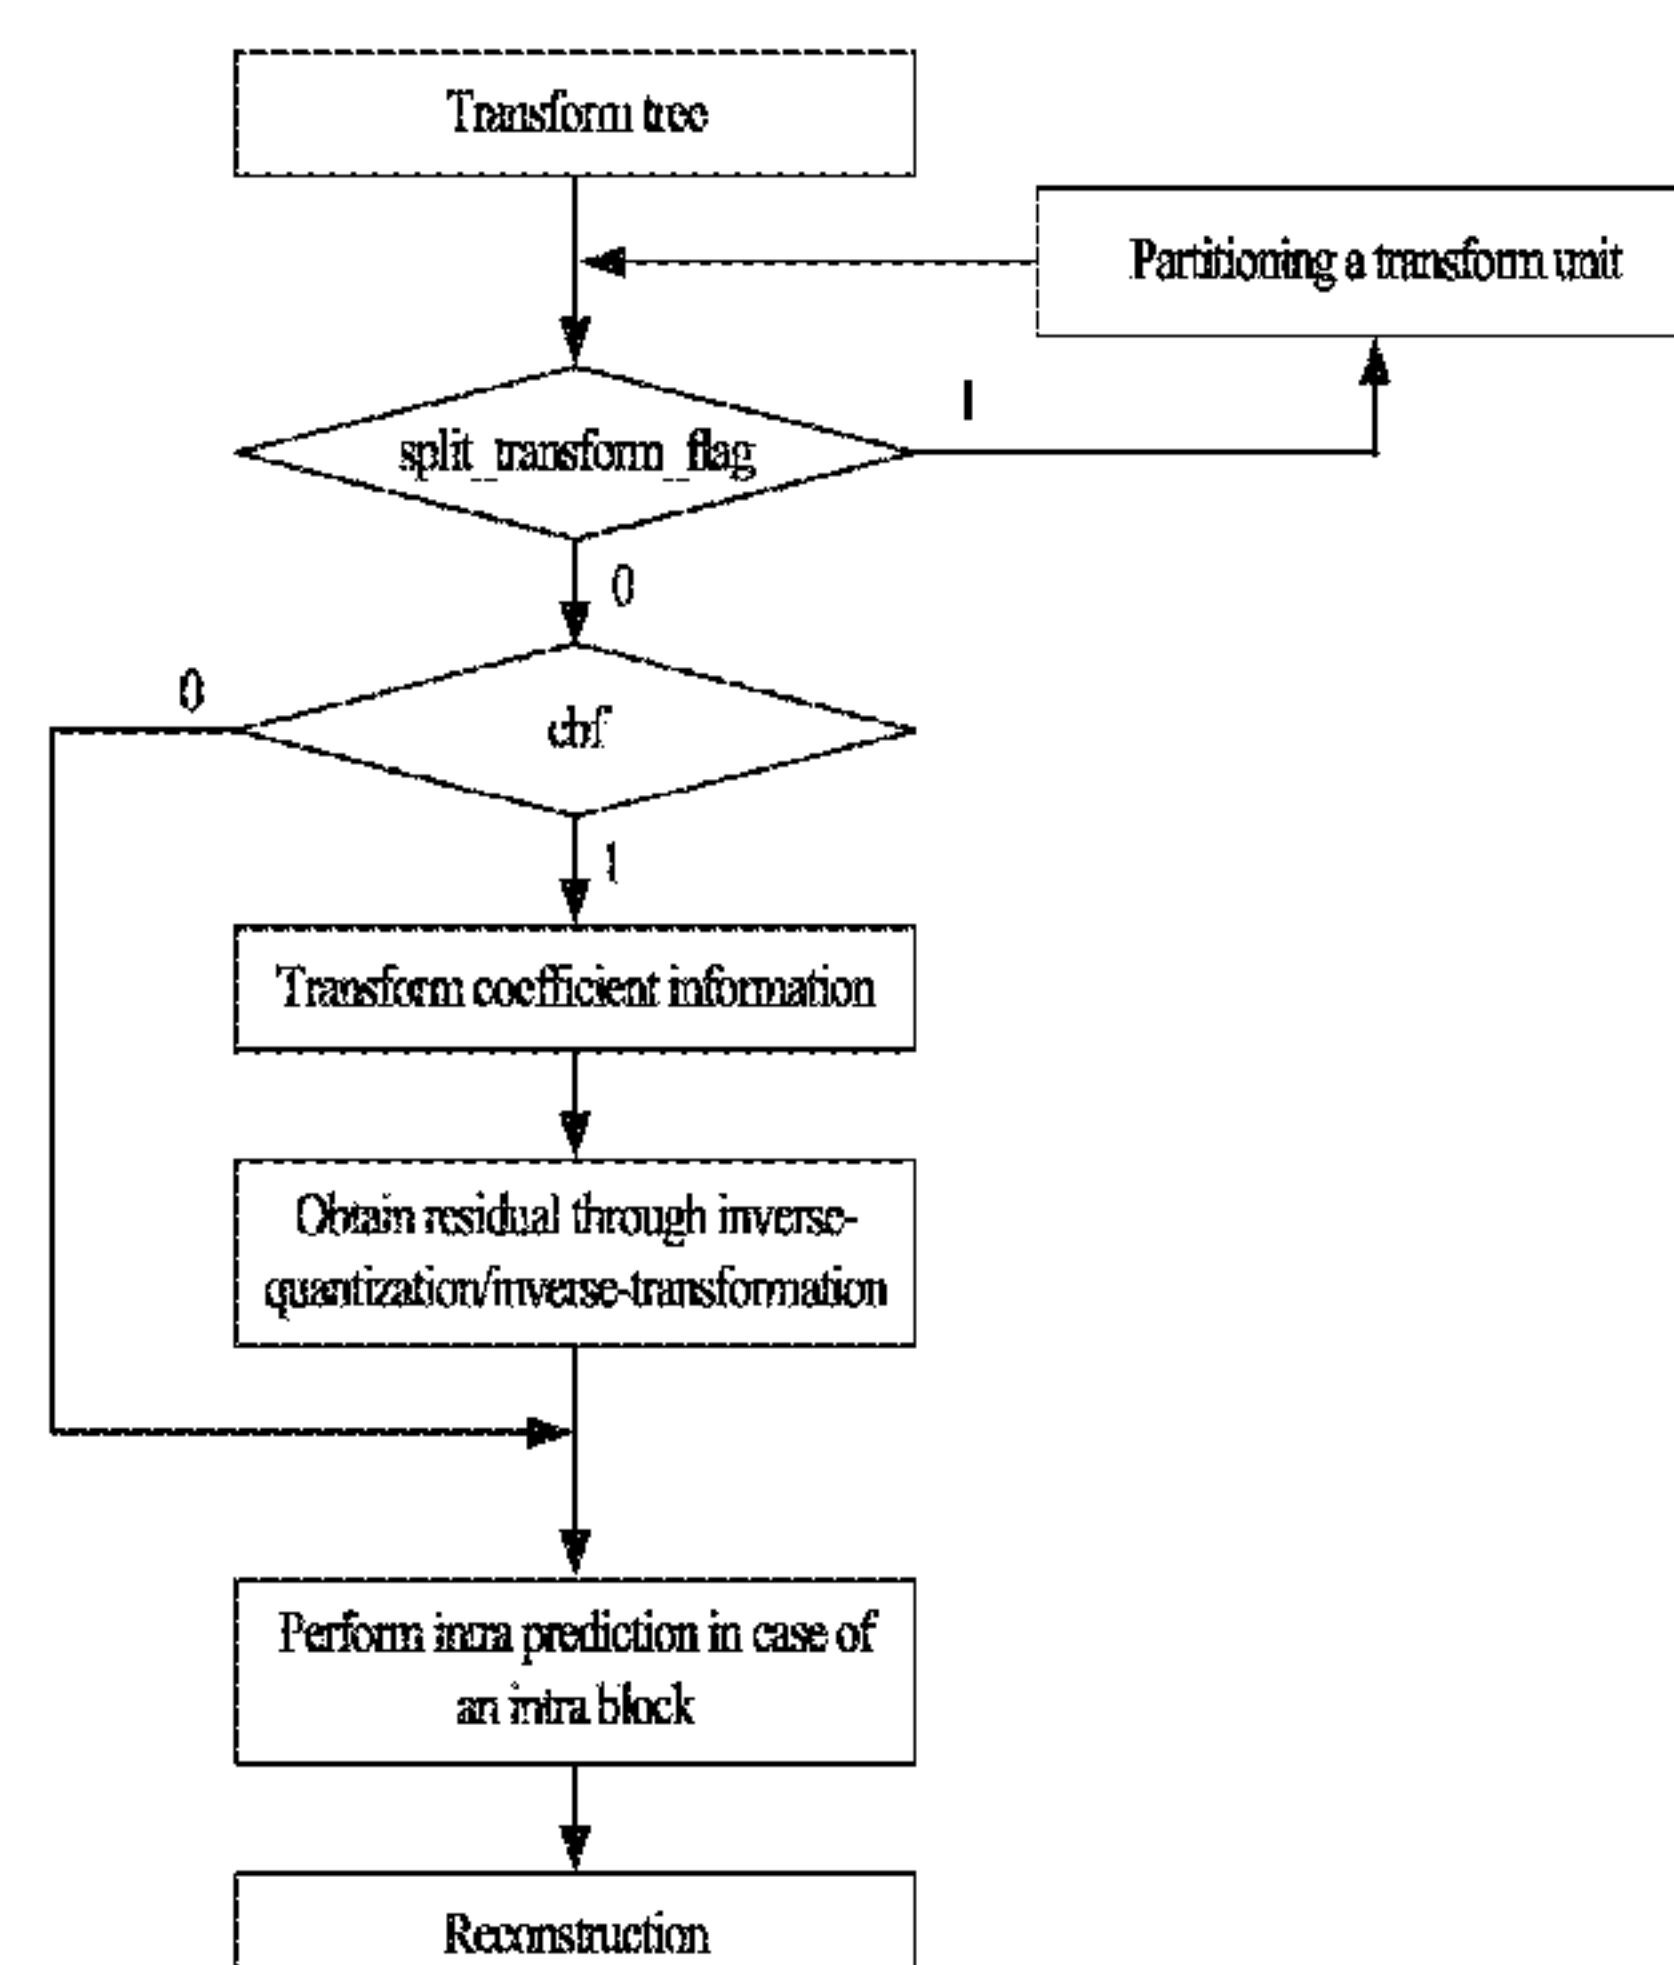 Transform tree
Partitioning a transform unit
split_transform_flag
1
0
0
cbf
1
Transform coefficient information
Obtain residual through inverse-
quantization/inverse-transformation
Perform intra prediction in case of
an intra block
Reconstruction